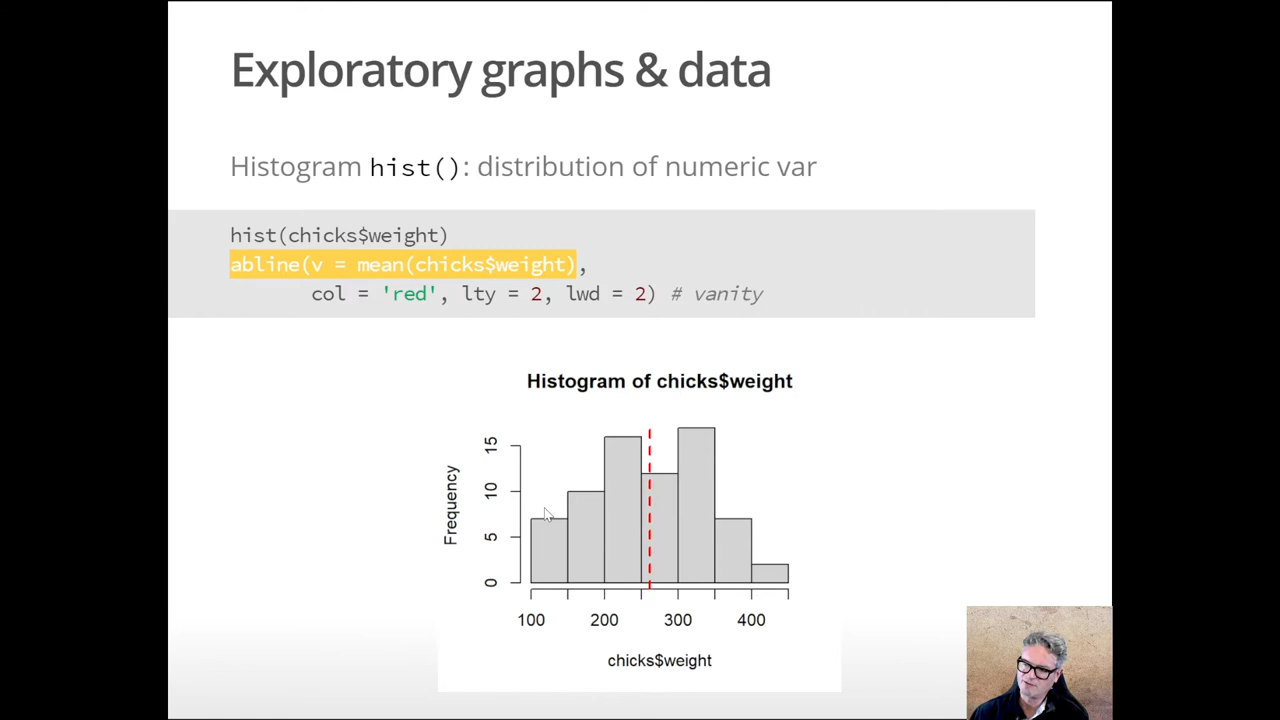 Exploratory graphs & data
Histogram hist(): distribution of numeric var
hist(chicks$weight)
abline(v = mean(chicks$weight),
col = 'red', lty = 2, lwd = 2) # vanity
Histogram of chicks$weight
Frequency
15
10
5
0
100 200 300 400
chicks$weight